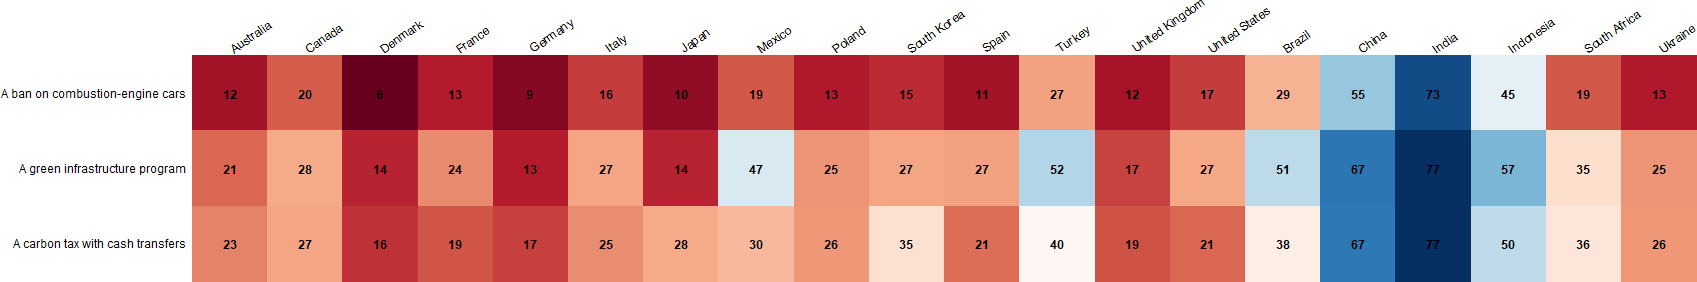 Australia Canada Denmark France Germany Italy Japan Mexico Poland South Korea Spain Turkey United Kingdom United States Brazil China India Indonesia South Africa Ukraine
A ban on combustion-engine cars 12 20 6 13 9 16 10 19 13 15 11 27 12 17 29 55 73 45 19 13
A green infrastructure program 21 28 14 24 13 27 14 47 25 27 27 52 17 27 51 67 77 57 35 25
A carbon tax with cash transfers 23 27 16 19 17 25 28 30 26 35 21 40 19 21 38 67 77 50 36 26